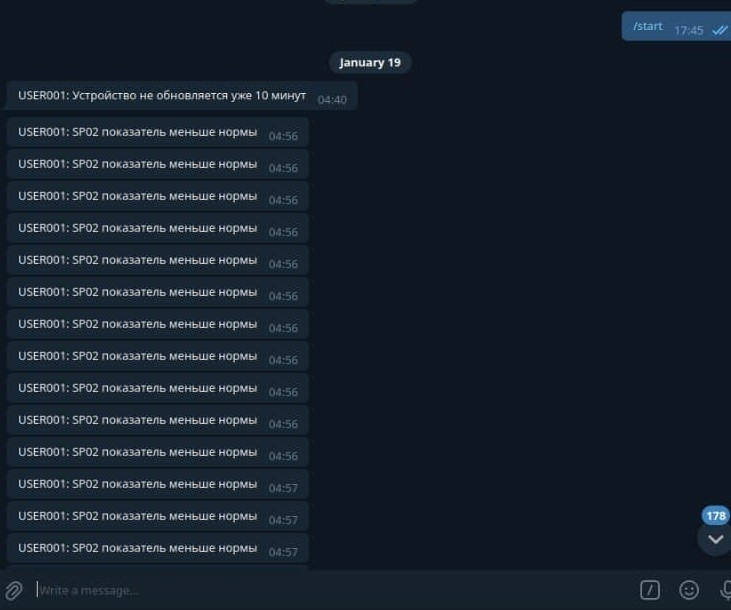 /start 17:45
January 19
USER001: Устройство не обновляется уже 10 минут 04:40
USER001: SP02 показатель меньше нормы 04:56
USER001: SP02 показатель меньше нормы 04:56
USER001: SP02 показатель меньше нормы 04:56
USER001: SP02 показатель меньше нормы 04:56
USER001: SP02 показатель меньше нормы 04:56
USER001: SP02 показатель меньше нормы 04:56
USER001: SP02 показатель меньше нормы 04:56
USER001: SP02 показатель меньше нормы 04:56
USER001: SP02 показатель меньше нормы 04:56
USER001: SP02 показатель меньше нормы 04:56
USER001: SP02 показатель меньше нормы 04:56
USER001: SP02 показатель меньше нормы 04:57
USER001: SP02 показатель меньше нормы 04:57
USER001: SP02 показатель меньше нормы 04:57
178
Write a message...